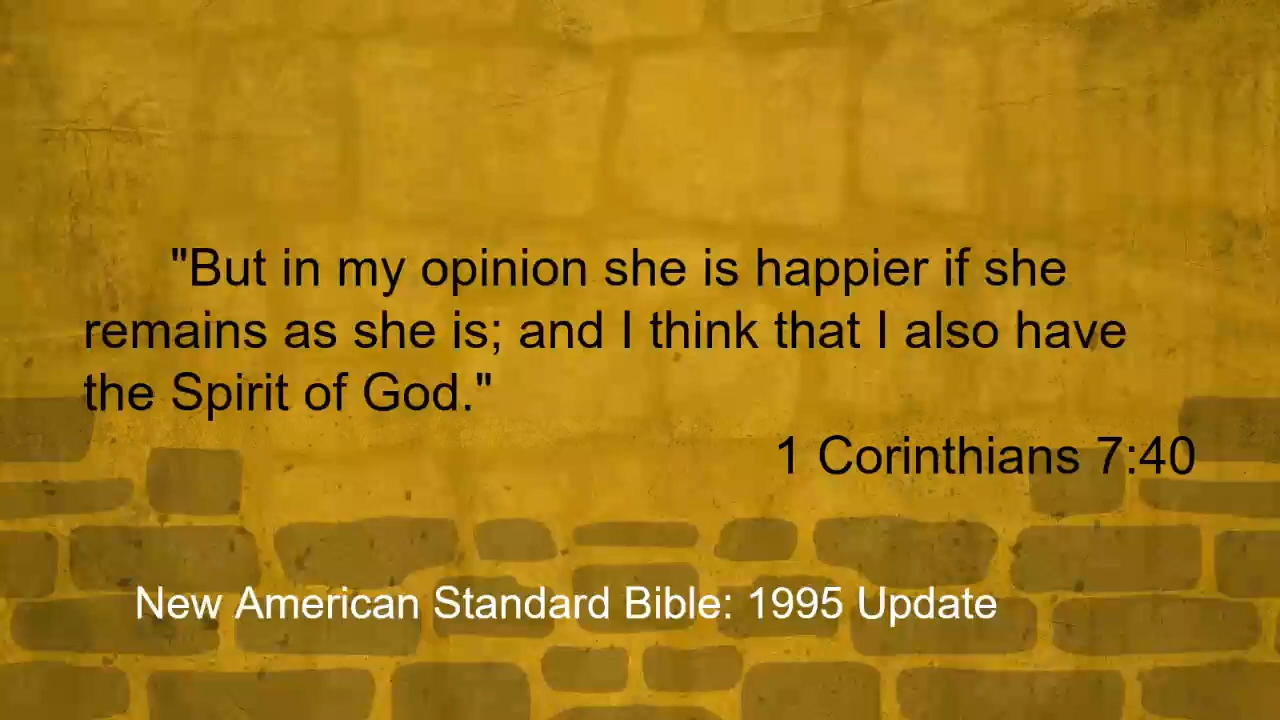 "But in my opinion she is happier if she
remains as she is; and I think that I also have
the Spirit of God."
1 Corinthians 7:40
New American Standard Bible: 1995 Update